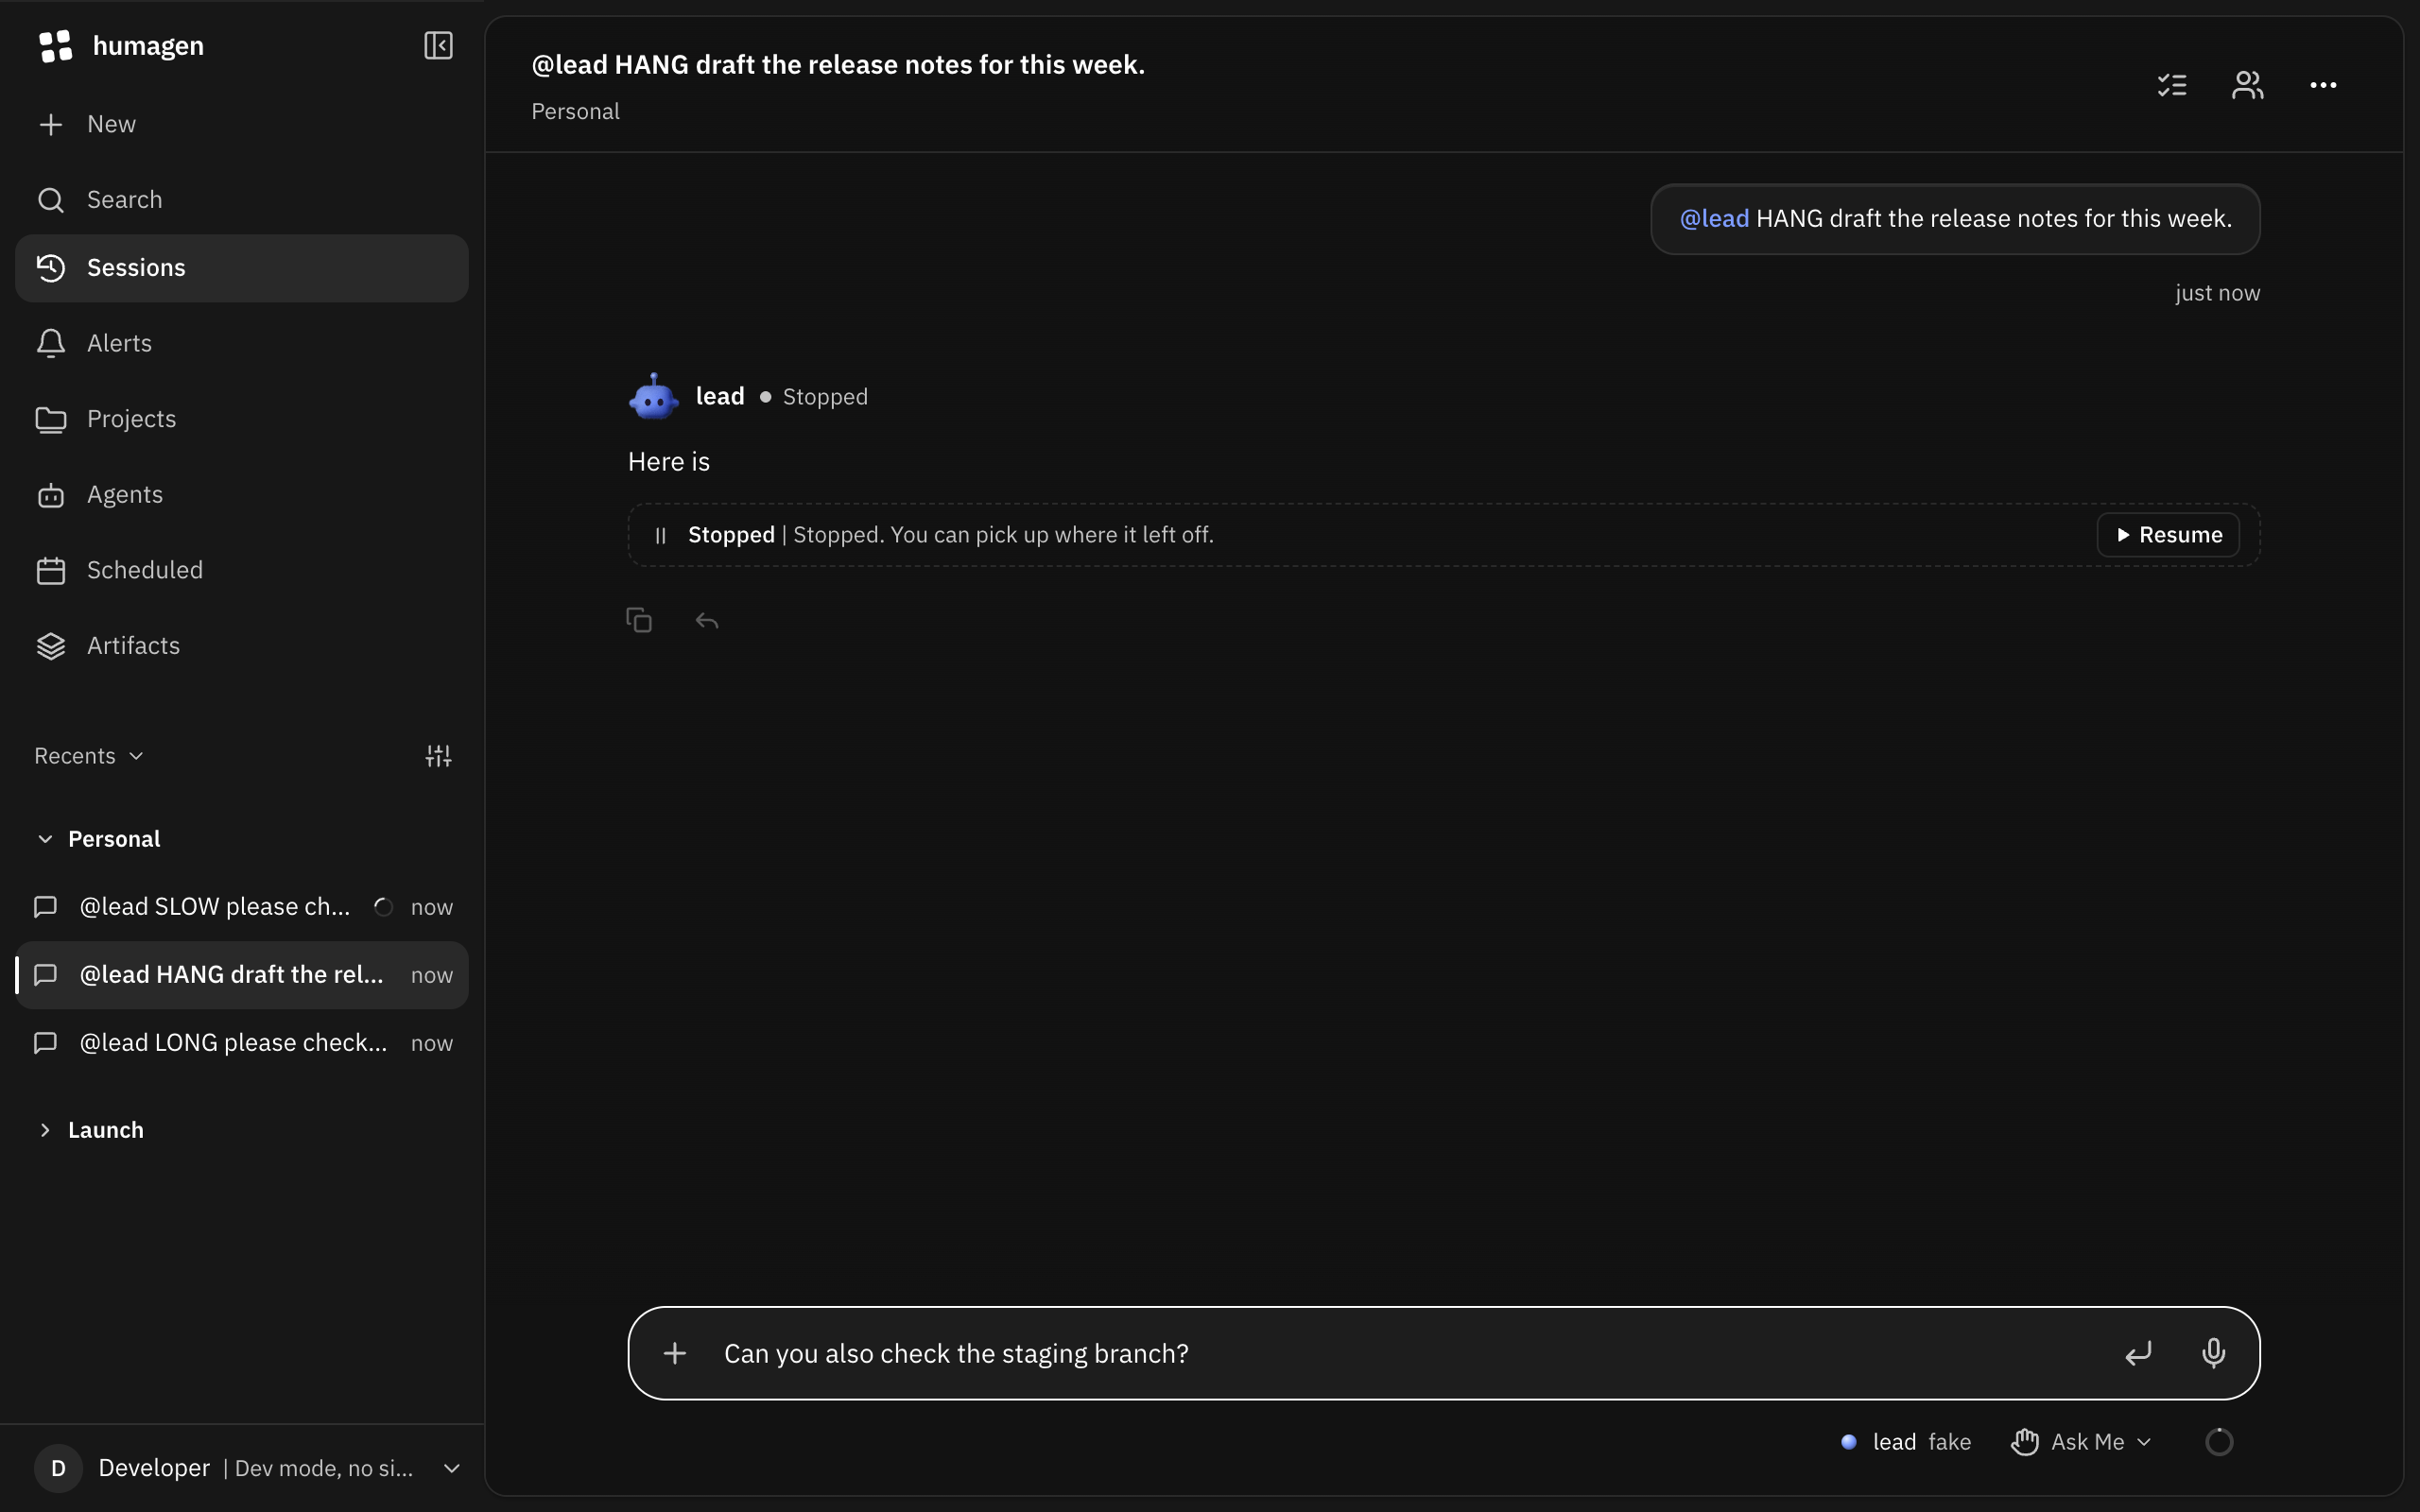 humagen
New
Search
Sessions
Alerts
Projects
Agents
Scheduled
Artifacts
Recents
Personal
@lead SLOW please ch... now
@lead HANG draft the rel... now
@lead LONG please check... now
Launch
D Developer | Dev mode, no si...
@lead HANG draft the release notes for this week.
Personal
@lead HANG draft the release notes for this week.
just now
lead Stopped
Here is
Stopped | Stopped. You can pick up where it left off. Resume
Can you also check the staging branch?
lead fake Ask Me